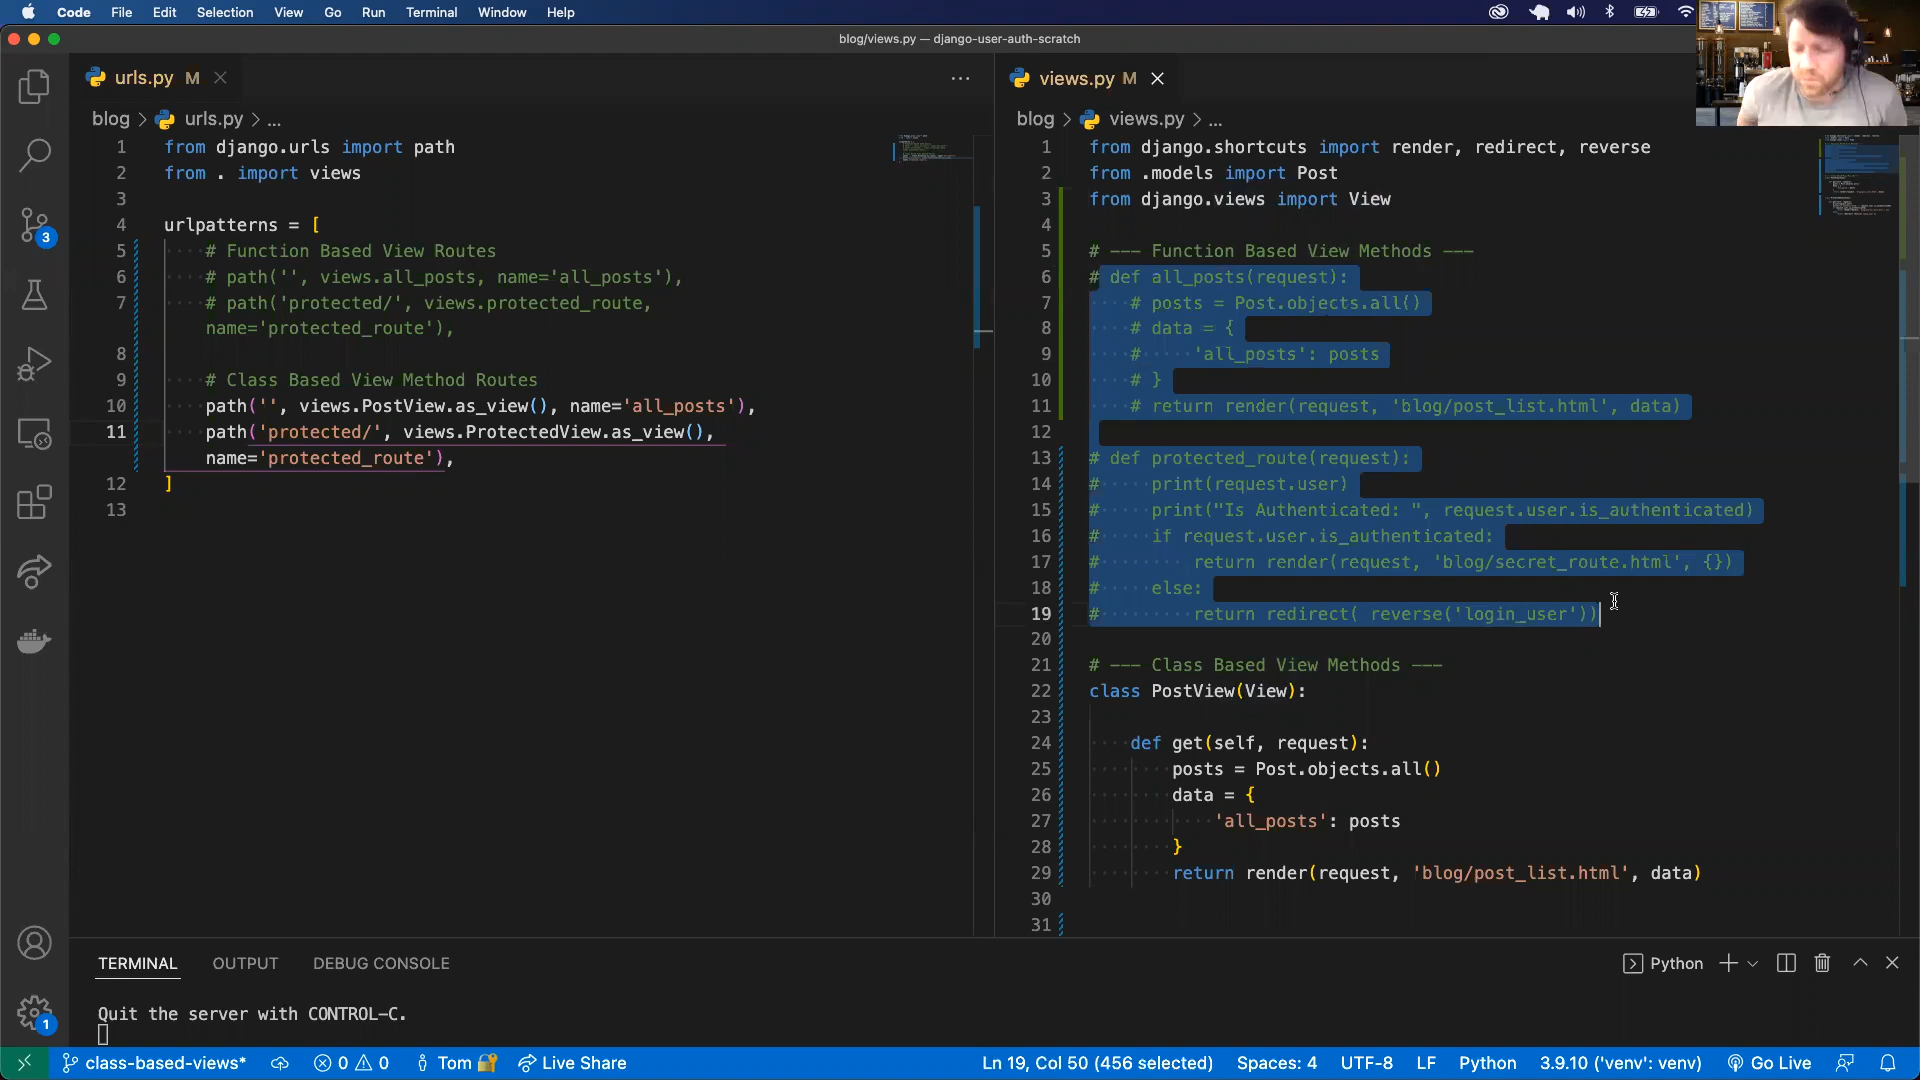 Code File Edit Selection View Go Run Terminal Window Help
blog/views.py — django-user-auth-scratch
urls.py M
blog > urls.py > ...
1 from django.urls import path
2 from . import views
3
4 urlpatterns = [
5 # Function Based View Routes
6 # path('', views.all_posts, name='all_posts'),
7 # path('protected/', views.protected_route,
name='protected_route'),
8
9 # Class Based View Method Routes
10 path('', views.PostView.as_view(), name='all_posts'),
11 path('protected/', views.ProtectedView.as_view(),
name='protected_route'),
12 ]
13
views.py M
blog > views.py > ...
1 from django.shortcuts import render, redirect, reverse
2 from .models import Post
3 from django.views import View
4
5 # --- Function Based View Methods ---
6 # def all_posts(request):
7 # posts = Post.objects.all()
8 # data = {
9 # 'all_posts': posts
10 # }
11 # return render(request, 'blog/post_list.html', data)
12
13 # def protected_route(request):
14 # print(request.user)
15 # print("Is Authenticated: ", request.user.is_authenticated)
16 # if request.user.is_authenticated:
17 # return render(request, 'blog/secret_route.html', {})
18 # else:
19 # return redirect( reverse('login_user'))
20
21 # --- Class Based View Methods ---
22 class PostView(View):
23
24 def get(self, request):
25 posts = Post.objects.all()
26 data = {
27 'all_posts': posts
28 }
29 return render(request, 'blog/post_list.html', data)
30
31
3
1
TERMINAL OUTPUT DEBUG CONSOLE
Python
Quit the server with CONTROL-C.
class-based-views* 0 0 Tom Live Share Ln 19, Col 50 (456 selected) Spaces: 4 UTF-8 LF Python 3.9.10 ('venv': venv) Go Live